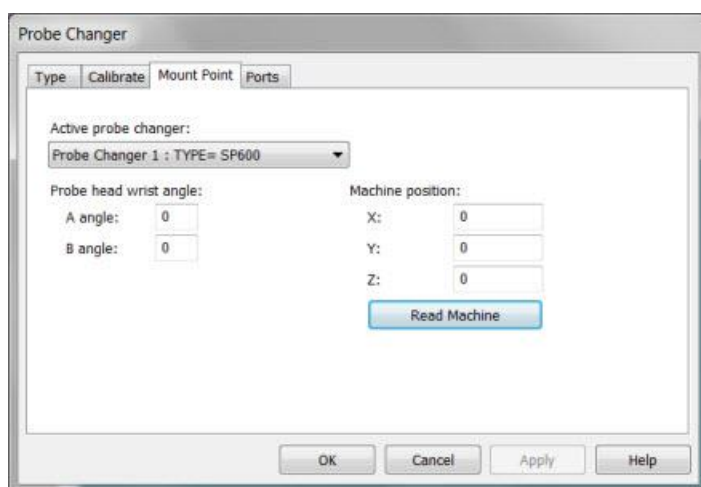 Probe Changer
Type Calibrate Mount Point Ports
Active probe changer:
Probe Changer 1 : TYPE= SP600
Probe head wrist angle: Machine position:
A angle: 0 X: 0
B angle: 0 Y: 0
Z: 0
Read Machine
OK Cancel Apply Help